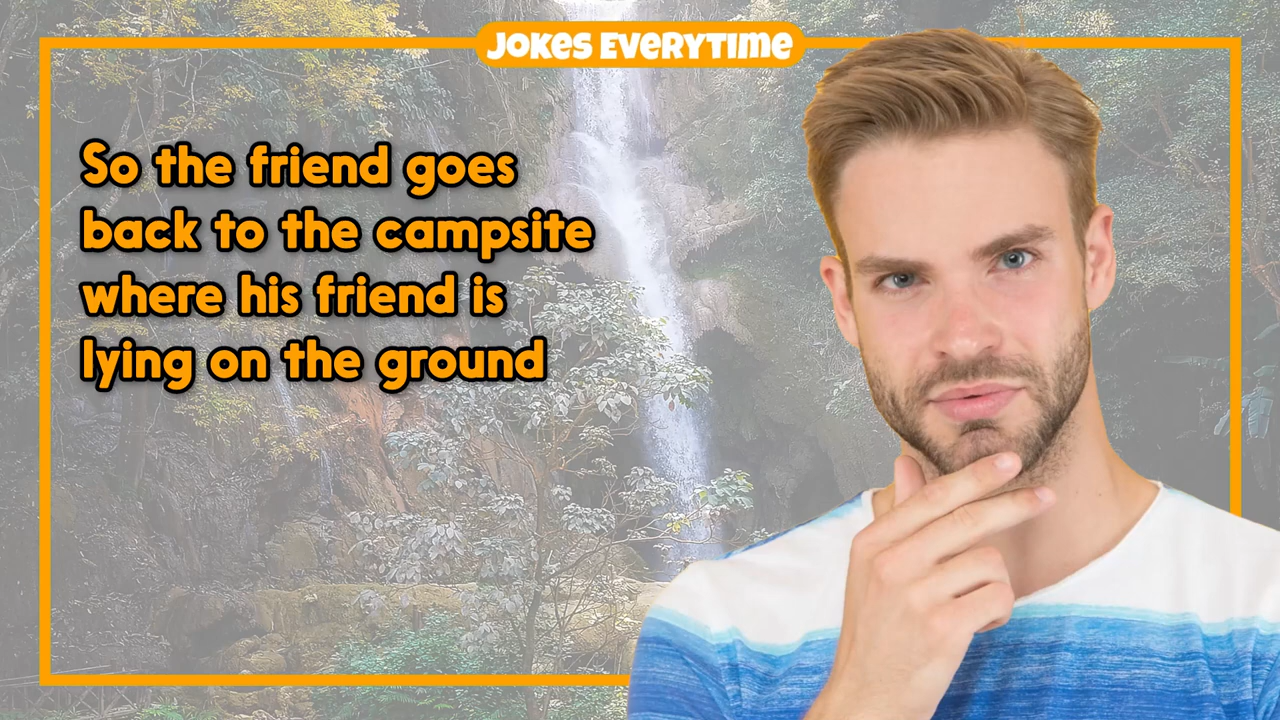 JOKES EVERYTIME
So the friend goes
back to the campsite
where his friend is
lying on the ground